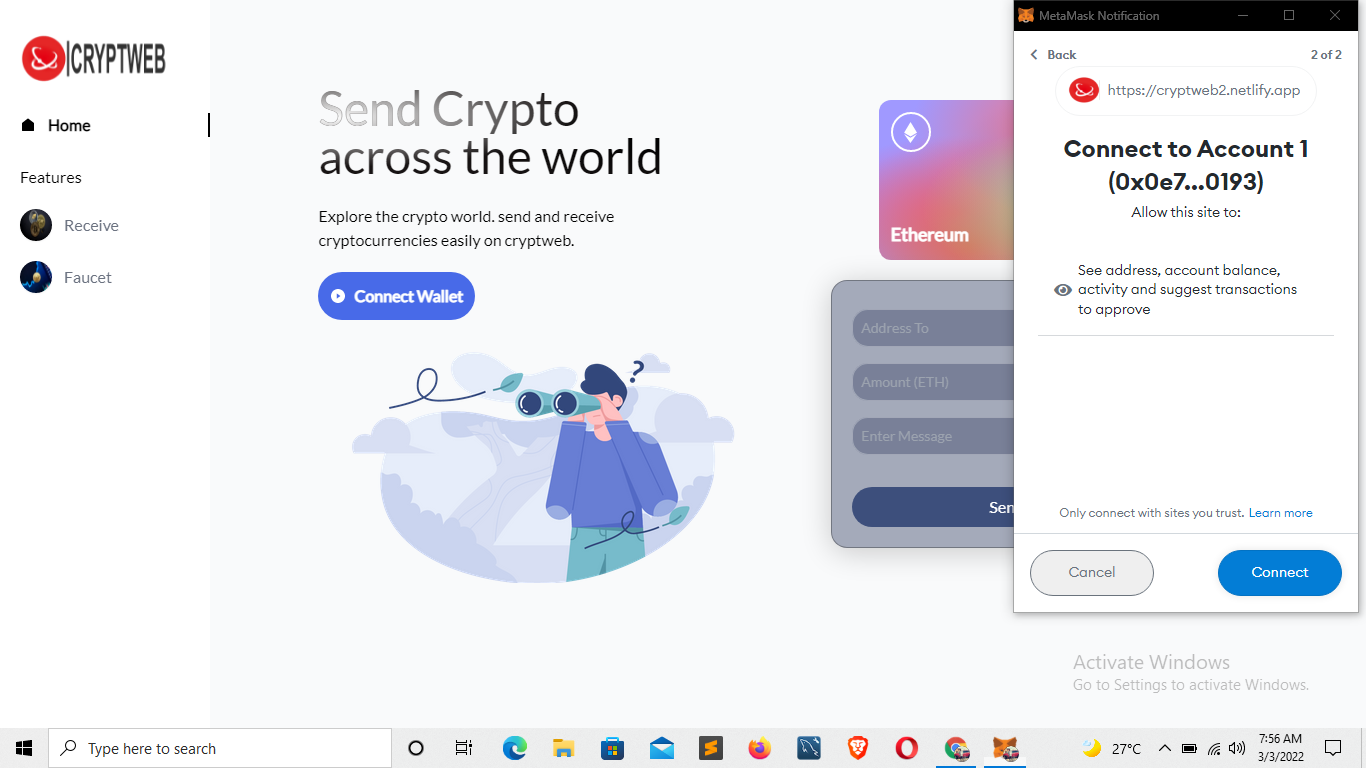 |CRYPTWEB
Home
Features
Receive
Faucet
Send Crypto
across the world
Explore the crypto world. send and receive
cryptocurrencies easily on cryptweb.
Connect Wallet
?
Ethereum
Address To
Amount (ETH)
Enter Message
Sen
MetaMask Notification
Back
2 of 2
https://cryptweb2.netlify.app
Connect to Account 1
(0x0e7...0193)
Allow this site to:
See address, account balance,
activity and suggest transactions
to approve
Only connect with sites you trust. Learn more
Cancel
Connect
Activate Windows
Go to Settings to activate Windows.
Type here to search
27°C
7:56 AM
3/3/2022